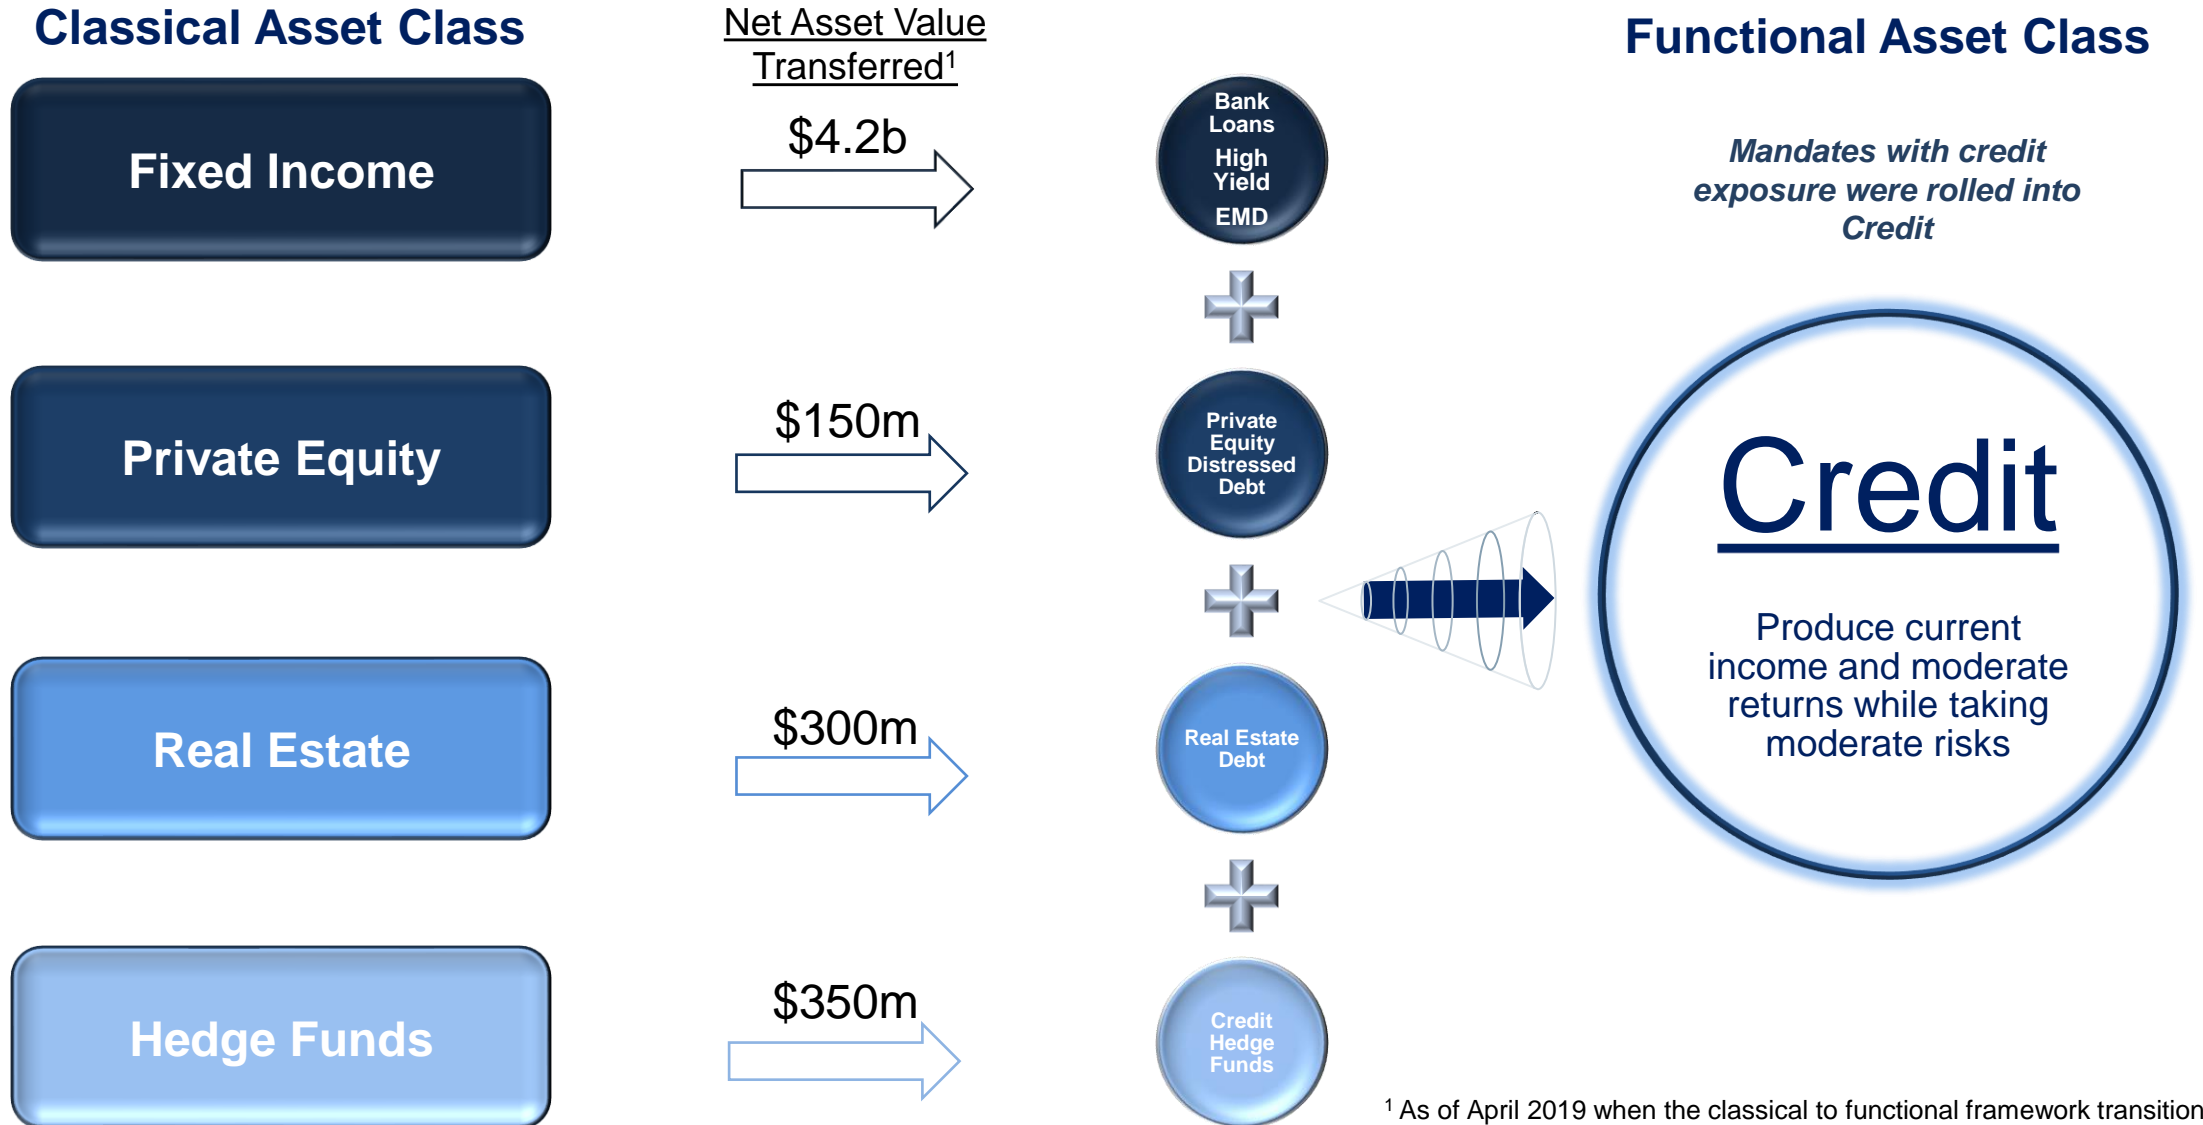 Classical Asset Class
Net Asset Value
Transferred¹
Functional Asset Class
Fixed Income
$4.2b
Bank
Loans
High
Yield
EMD
Mandates with credit
exposure were rolled into
Credit
Private Equity
$150m
Private
Equity
Distressed
Debt
Credit
Produce current
income and moderate
returns while taking
moderate risks
Real Estate
$300m
Real Estate
Debt
Hedge Funds
$350m
Credit
Hedge
Funds
¹ As of April 2019 when the classical to functional framework transition